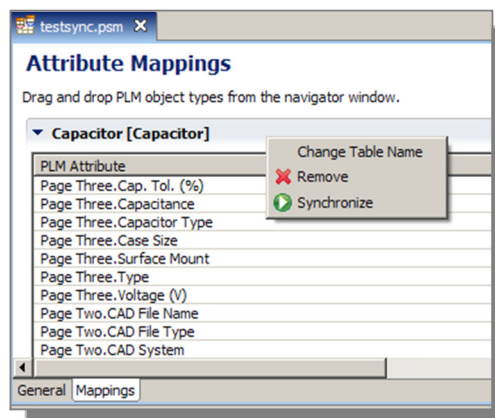 testsync.psm
Attribute Mappings
Drag and drop PLM object types from the navigator window.
Capacitor [Capacitor]
Change Table Name
Remove
Synchronize
PLM Attribute
Page Three.Cap. Tol. (%)
Page Three.Capacitance
Page Three.Capacitor Type
Page Three.Case Size
Page Three.Surface Mount
Page Three.Type
Page Three.Voltage (V)
Page Two.CAD File Name
Page Two.CAD File Type
Page Two.CAD System
General Mappings